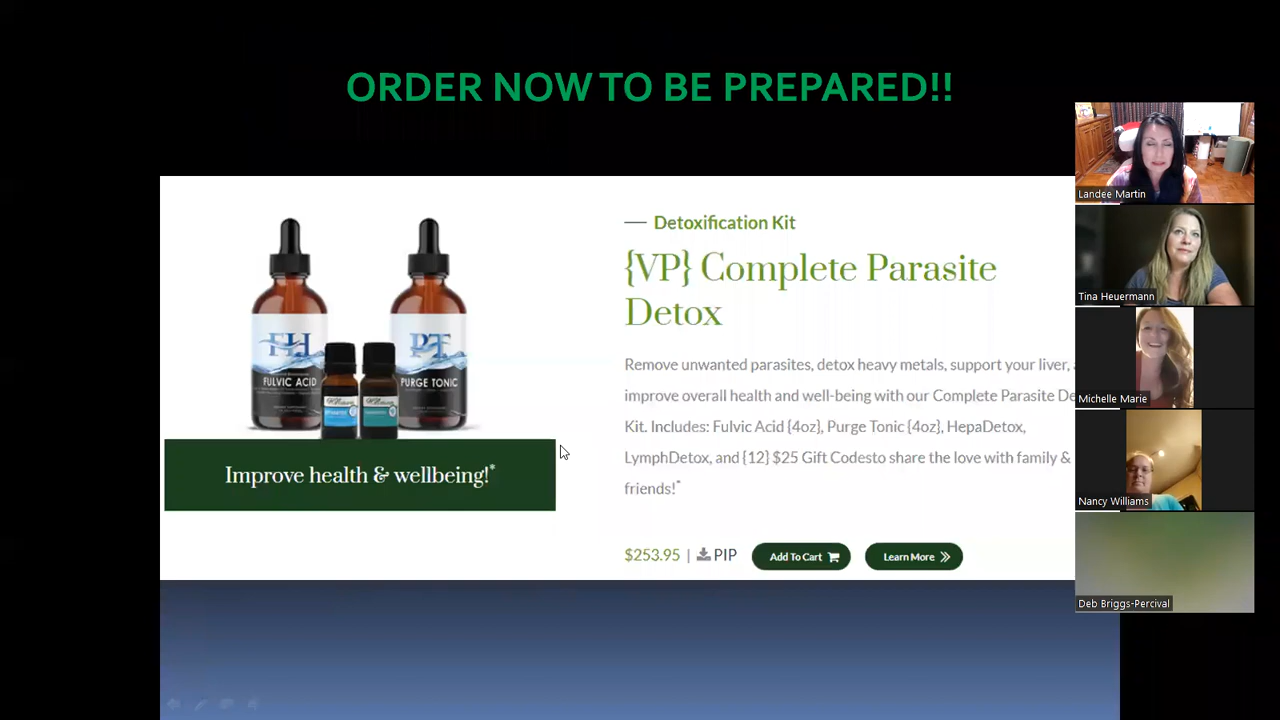 ORDER NOW TO BE PREPARED!!
FH
FULVIC ACID
PT
PURGE TONIC
Improve health & wellbeing!*
Detoxification Kit
{VP} Complete Parasite
Detox
Remove unwanted parasites, detox heavy metals, support your liver,
improve overall health and well-being with our Complete Parasite De
Kit. Includes: Fulvic Acid {4oz}, Purge Tonic {4oz}, HepaDetox,
LymphDetox, and {12} $25 Gift Codesto share the love with family &
friends!*
$253.95 | PIP
Add To Cart
Learn More
Landee Martin
Tina Heuermann
Michelle Marie
Nancy Williams
Deb Briggs-Percival